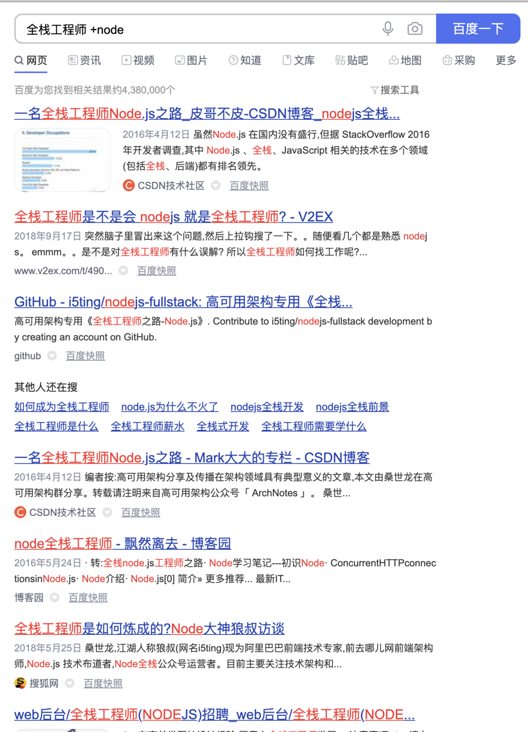 全栈工程师 +node
百度一下
网页 资讯 视频 图片 知道 文库 贴吧 地图 采购 更多
百度为您找到相关结果约4,380,000个
搜索工具
一名全栈工程师Node.js之路_皮哥不皮-CSDN博客_nodejs全栈...
2016年4月12日 虽然Node.js 在国内没有盛行,但据 StackOverflow 2016
年开发者调查,其中 Node.js 、全栈、JavaScript 相关的技术在多个领域
(包括全栈、后端)都有排名领先。
CSDN技术社区 百度快照
全栈工程师是不是会 nodejs 就是全栈工程师? - V2EX
2018年9月17日 突然脑子里冒出来这个问题,然后上拉钩搜了一下。。随便看几个都是熟悉 nodej
s。 emmm。。是不是对全栈工程师有什么误解? 所以全栈工程师如何找工作呢?...
www.v2ex.com/t/490... 百度快照
GitHub - i5ting/nodejs-fullstack: 高可用架构专用《全栈...
高可用架构专用《全栈工程师之路-Node.js》. Contribute to i5ting/nodejs-fullstack development b
y creating an account on GitHub.
github 百度快照
其他人还在搜
如何成为全栈工程师 node.js为什么不火了 nodejs全栈开发 nodejs全栈前景
全栈工程师是什么 全栈工程师薪水 全栈式开发 全栈工程师需要学什么
一名全栈工程师Node.js之路 - Mark大大的专栏 - CSDN博客
2016年4月12日 编者按:高可用架构分享及传播在架构领域具有典型意义的文章,本文由桑世龙在高
可用架构群分享。转载请注明来自高可用架构公众号「 ArchNotes 」。 桑世...
CSDN技术社区 百度快照
node全栈工程师 - 飘然离去 - 博客园
2016年5月24日 · 转:全栈node.js工程师之路· Node学习笔记---初识Node· ConcurrentHTTPconnec
tionsinNode.js· Node介绍· Node.js[0] 简介» 更多推荐... 最新IT...
博客园 百度快照
全栈工程师是如何炼成的?Node大神狼叔访谈
2018年5月25日 桑世龙,江湖人称狼叔(网名i5ting)现为阿里巴巴前端技术专家,前去哪儿网前端架构
师,Node.js 技术布道者,Node全栈公众号运营者。目前主要关注技术架构和...
搜狐网 百度快照
web后台/全栈工程师(NODEJS)招聘_web后台/全栈工程师(NODE...